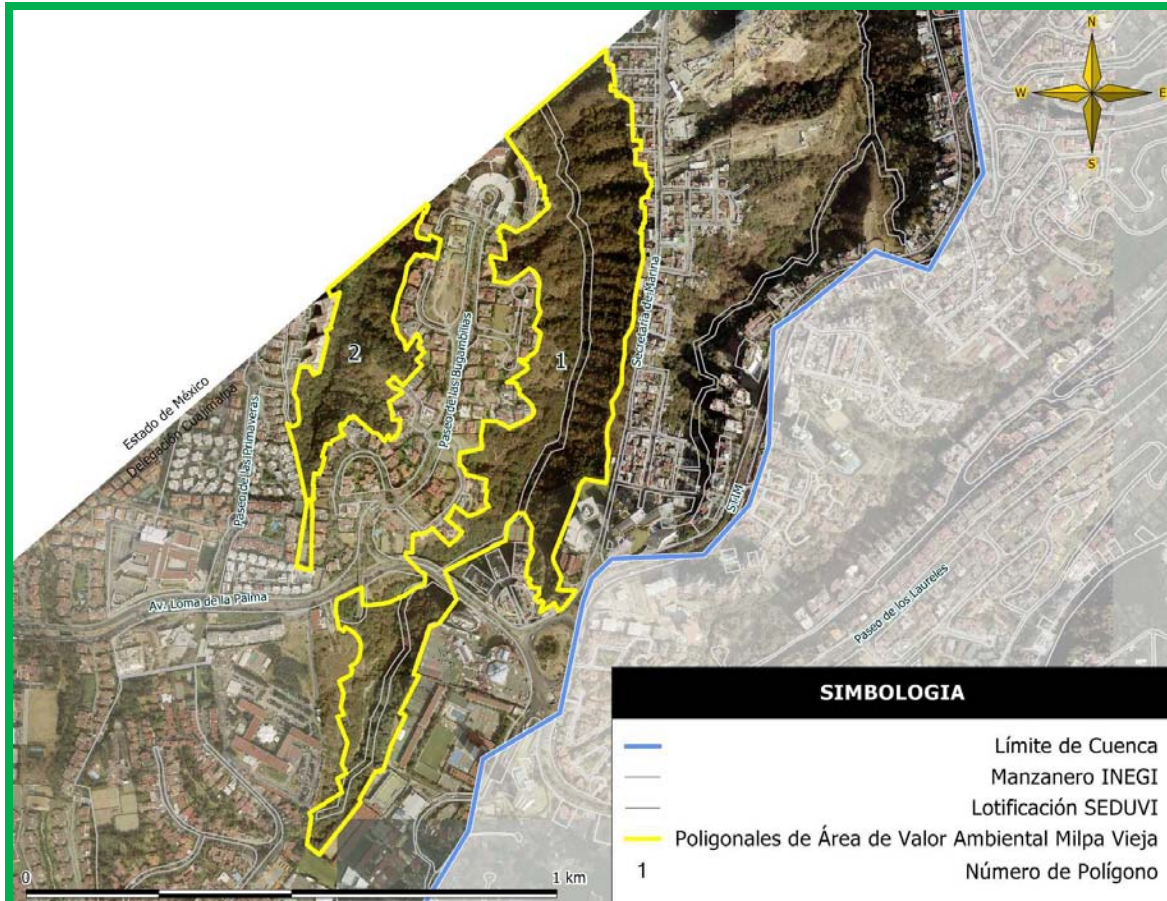 N
W
E
S
Secretaría de Marina
2
1
Paseo de las Bugambilias
Estado de México
Delegación Cuajimalpa
Paseo de las Primaveras
STIM
Av. Loma de la Palma
Paseo de los Laureles
SIMBOLOGIA
Límite de Cuenca
Manzanero INEGI
Lotificación SEDUVI
Poligonales de Área de Valor Ambiental Milpa Vieja
1 Número de Polígono
0 1 km